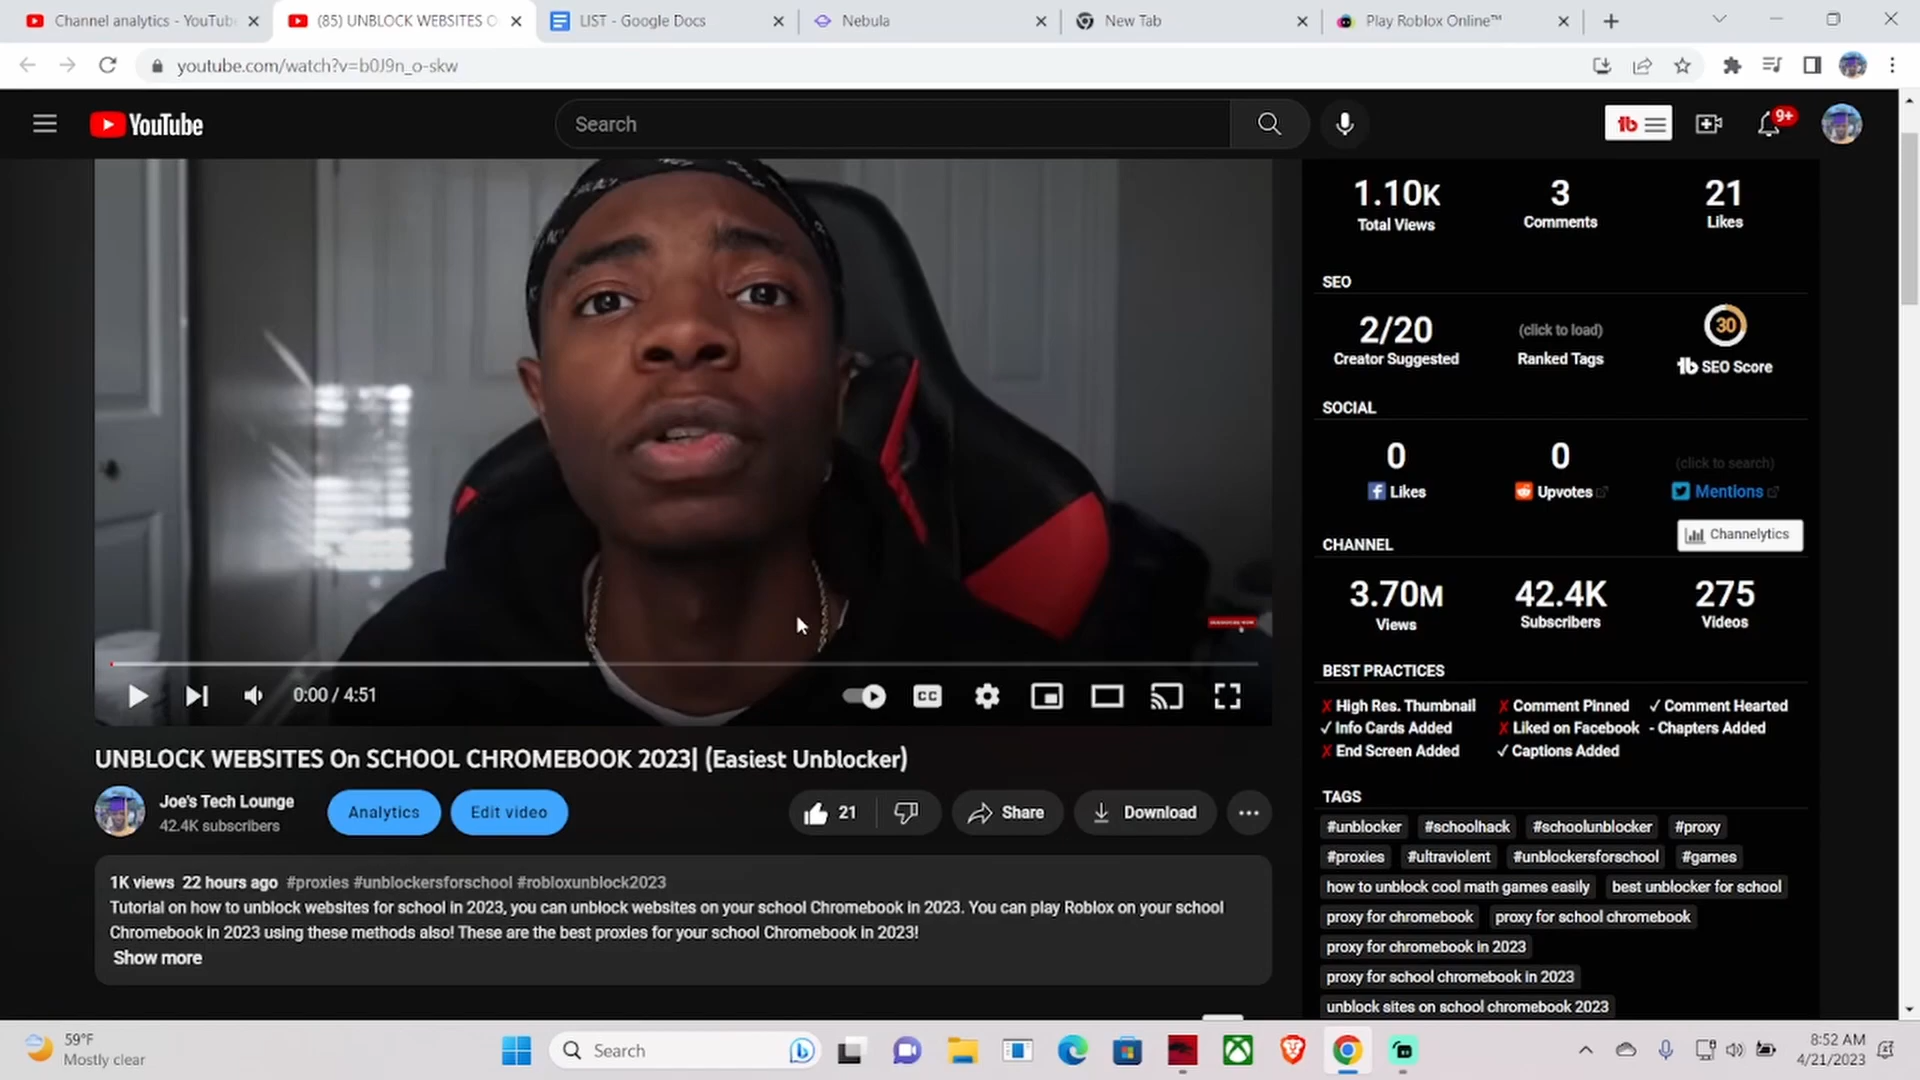 Channel analytics - YouTub
(85) UNBLOCK WEBSITES O
LIST - Google Docs
Nebula
New Tab
Play Roblox Online™
youtube.com/watch?v=b0J9n_o-skw
YouTube
Search
tb
9+
1.10K
3
21
Total Views
Comments
Likes
SEO
2/20
(click to load)
30
Creator Suggested
Ranked Tags
tb SEO Score
SOCIAL
0
0
(click to search)
Likes
Upvotes
Mentions
CHANNEL
Channelytics
3.70M
42.4K
275
Views
Subscribers
Videos
BEST PRACTICES
✗ High Res. Thumbnail ✗ Comment Pinned ✓ Comment Hearted
✓ Info Cards Added ✗ Liked on Facebook - Chapters Added
✗ End Screen Added ✓ Captions Added
TAGS
#unblocker #schoolhack #schoolunblocker #proxy
#proxies #ultraviolent #unblockersforschool #games
how to unblock cool math games easily best unblocker for school
proxy for chromebook proxy for school chromebook
proxy for chromebook in 2023
proxy for school chromebook in 2023
unblock sites on school chromebook 2023
0:00 / 4:51
CC
UNBLOCK WEBSITES On SCHOOL CHROMEBOOK 2023| (Easiest Unblocker)
Joe's Tech Lounge
42.4K subscribers
Analytics
Edit video
21
Share
Download
1K views 22 hours ago #proxies #unblockersforschool #robloxunblock2023
Tutorial on how to unblock websites for school in 2023, you can unblock websites on your school Chromebook in 2023. You can play Roblox on your school
Chromebook in 2023 using these methods also! These are the best proxies for your school Chromebook in 2023!
Show more
59°F
Mostly clear
Search
8:52 AM
4/21/2023